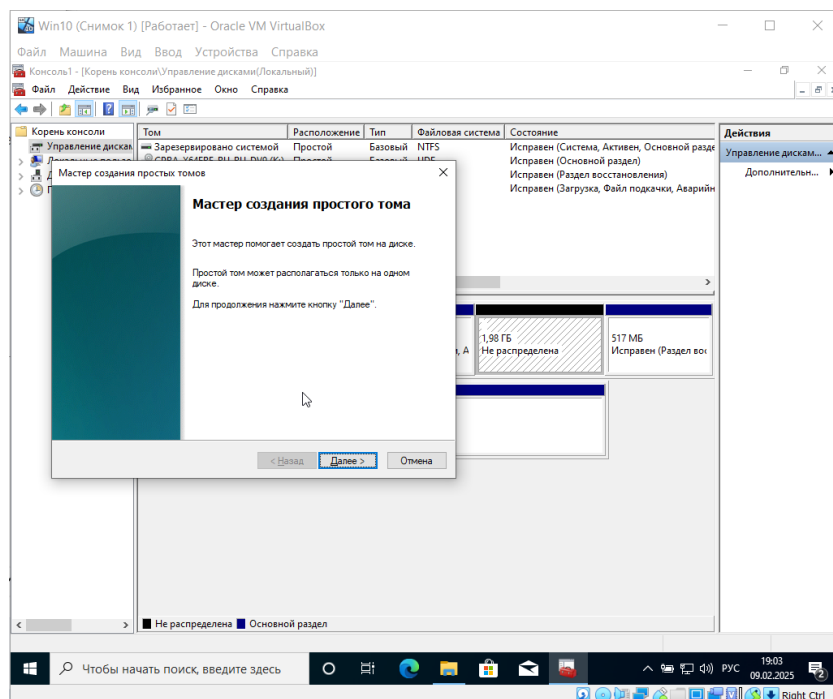 Win10 (Снимок 1) [Работает] - Oracle VM VirtualBox
Файл Машина Вид Ввод Устройства Справка
Консоль1 - [Корень консоли\Управление дисками(Локальный)]
Файл Действие Вид Избранное Окно Справка
Корень консоли
Управление дискам
Том Расположение Тип Файловая система Состояние
Зарезервировано системой Простой Базовый NTFS Исправен (Система, Активен, Основной разде
Исправен (Основной раздел)
Исправен (Раздел восстановления)
Исправен (Загрузка, Файл подкачки, Аварийн
Действия
Управление дискам...
Дополнительн...
Мастер создания простых томов
Мастер создания простого тома
Этот мастер помогает создать простой том на диске.
Простой том может располагаться только на одном
диске.
Для продолжения нажмите кнопку "Далее".
< Назад Далее > Отмена
1,98 ГБ
Не распределена
517 МБ
Исправен (Раздел вос
, А
Не распределена Основной раздел
Чтобы начать поиск, введите здесь
РУС
19:03
09.02.2025
2
Right Ctrl